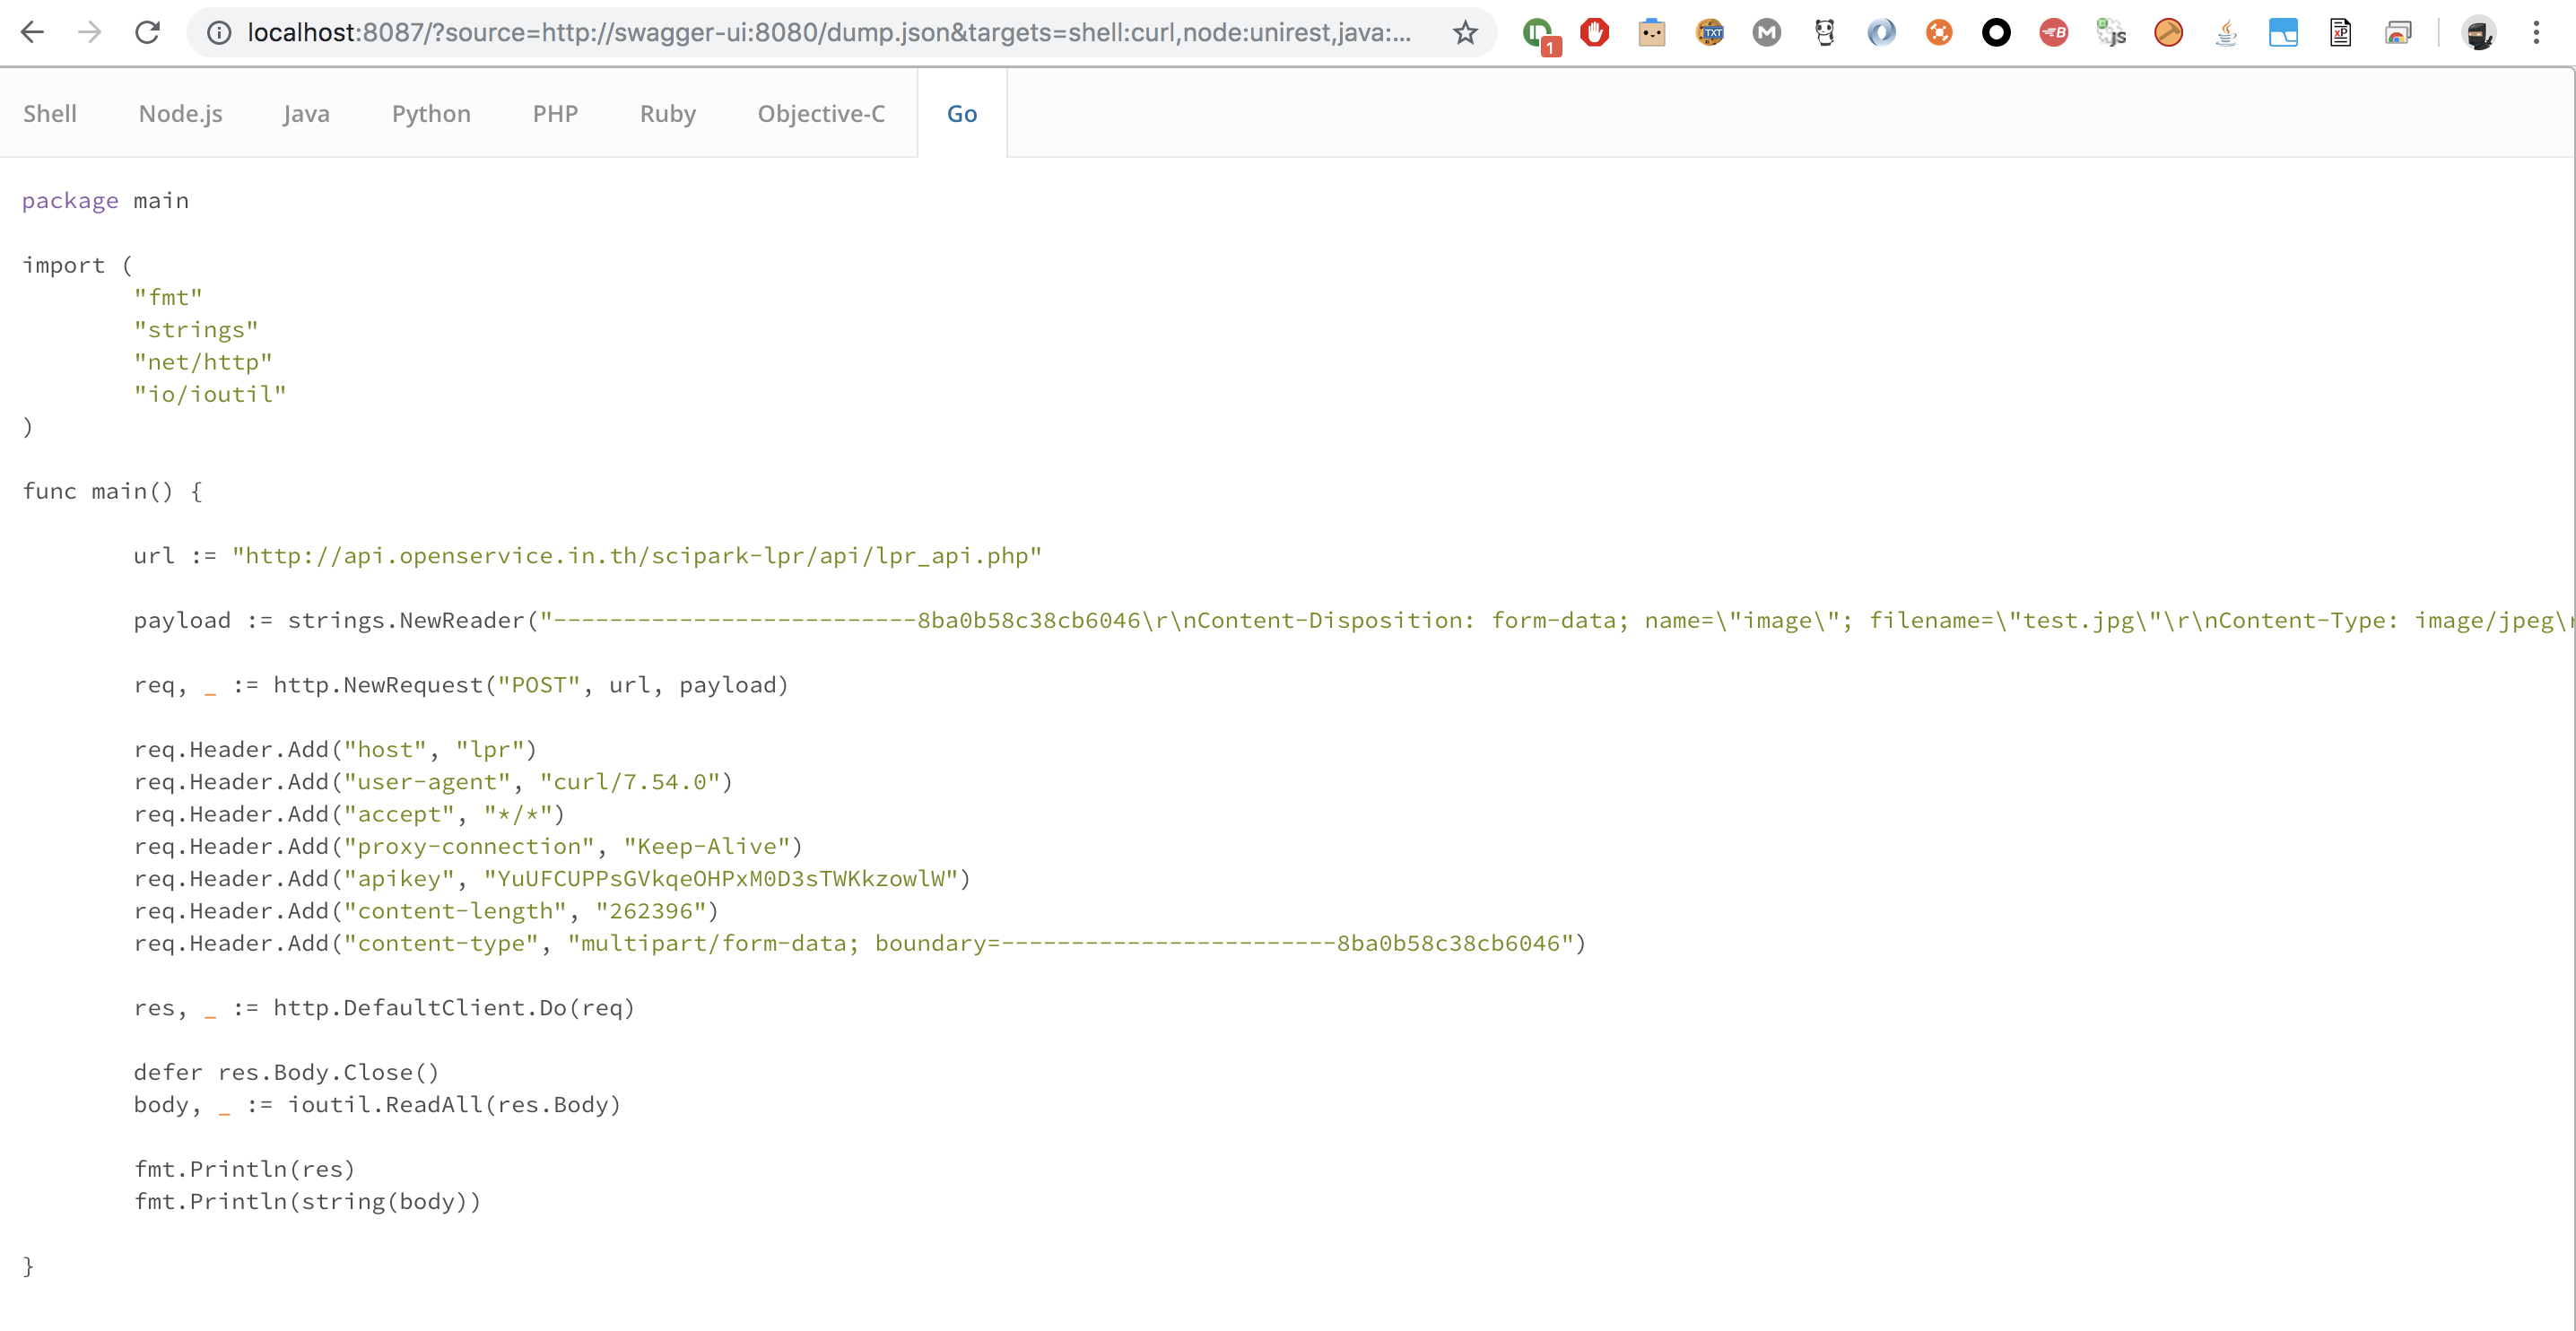 localhost:8087/?source=http://swagger-ui:8080/dump.json&targets=shell:curl,node:unirest,java:...
1
TXT
M
B
JS
XP
Shell Node.js Java Python PHP Ruby Objective-C Go
package main
import (
"fmt"
"strings"
"net/http"
"io/ioutil"
)
func main() {
url := "http://api.openservice.in.th/scipark-lpr/api/lpr_api.php"
payload := strings.NewReader("--------------------------8ba0b58c38cb6046\r\nContent-Disposition: form-data; name=\"image\"; filename=\"test.jpg\"\r\nContent-Type: image/jpeg\r
req, _ := http.NewRequest("POST", url, payload)
req.Header.Add("host", "lpr")
req.Header.Add("user-agent", "curl/7.54.0")
req.Header.Add("accept", "*/*")
req.Header.Add("proxy-connection", "Keep-Alive")
req.Header.Add("apikey", "YuUFCUPPsGVkqeOHPxM0D3sTWKkzowlW")
req.Header.Add("content-length", "262396")
req.Header.Add("content-type", "multipart/form-data; boundary=------------------------8ba0b58c38cb6046")
res, _ := http.DefaultClient.Do(req)
defer res.Body.Close()
body, _ := ioutil.ReadAll(res.Body)
fmt.Println(res)
fmt.Println(string(body))
}